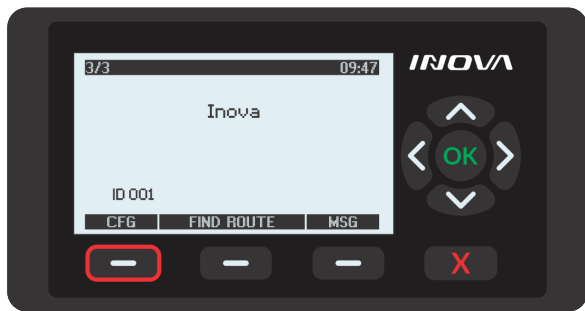 INOVA
3/3 09:47
Inova
OK
ID 001
CFG FIND ROUTE MSG
X